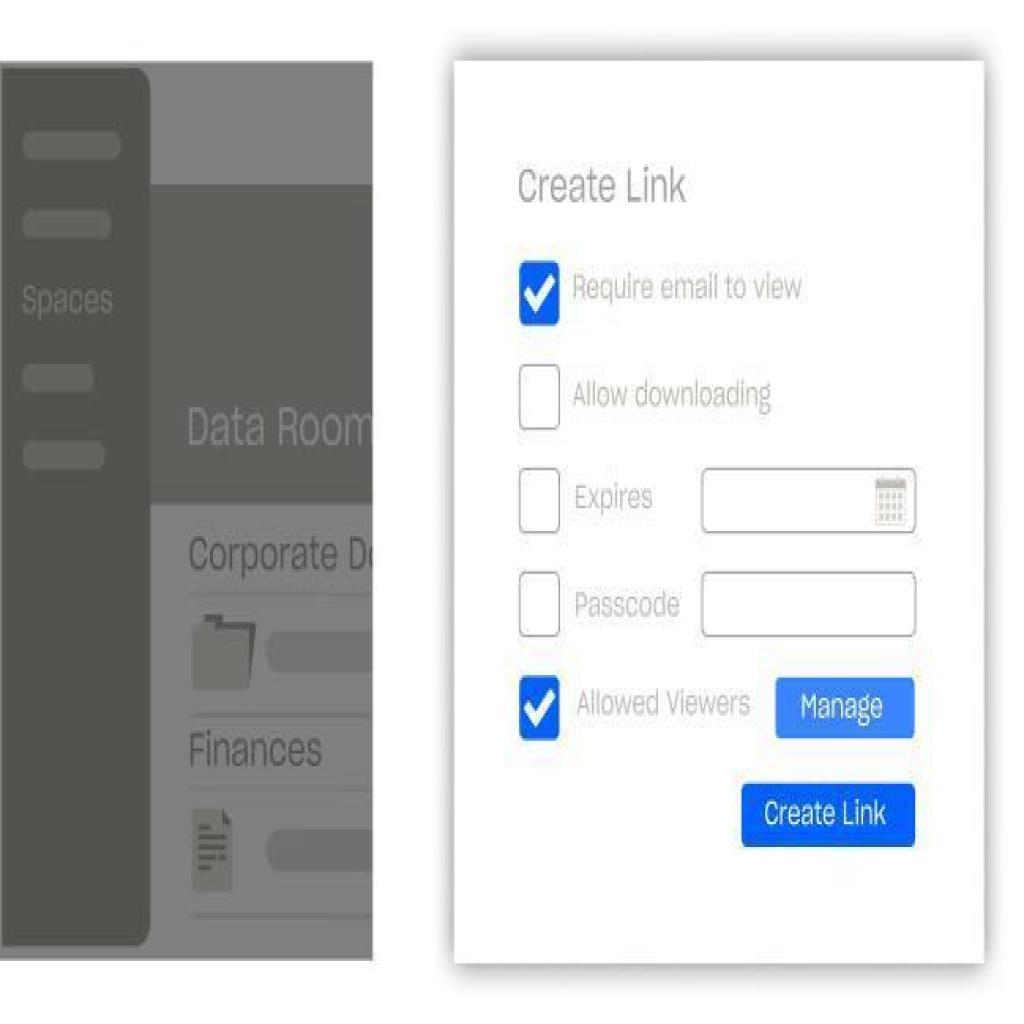 Spaces
Data Room
Corporate
Finances
Create Link
Require email to view
Allow downloading
Expires
Passcode
Allowed Viewers
Manage
Create Link